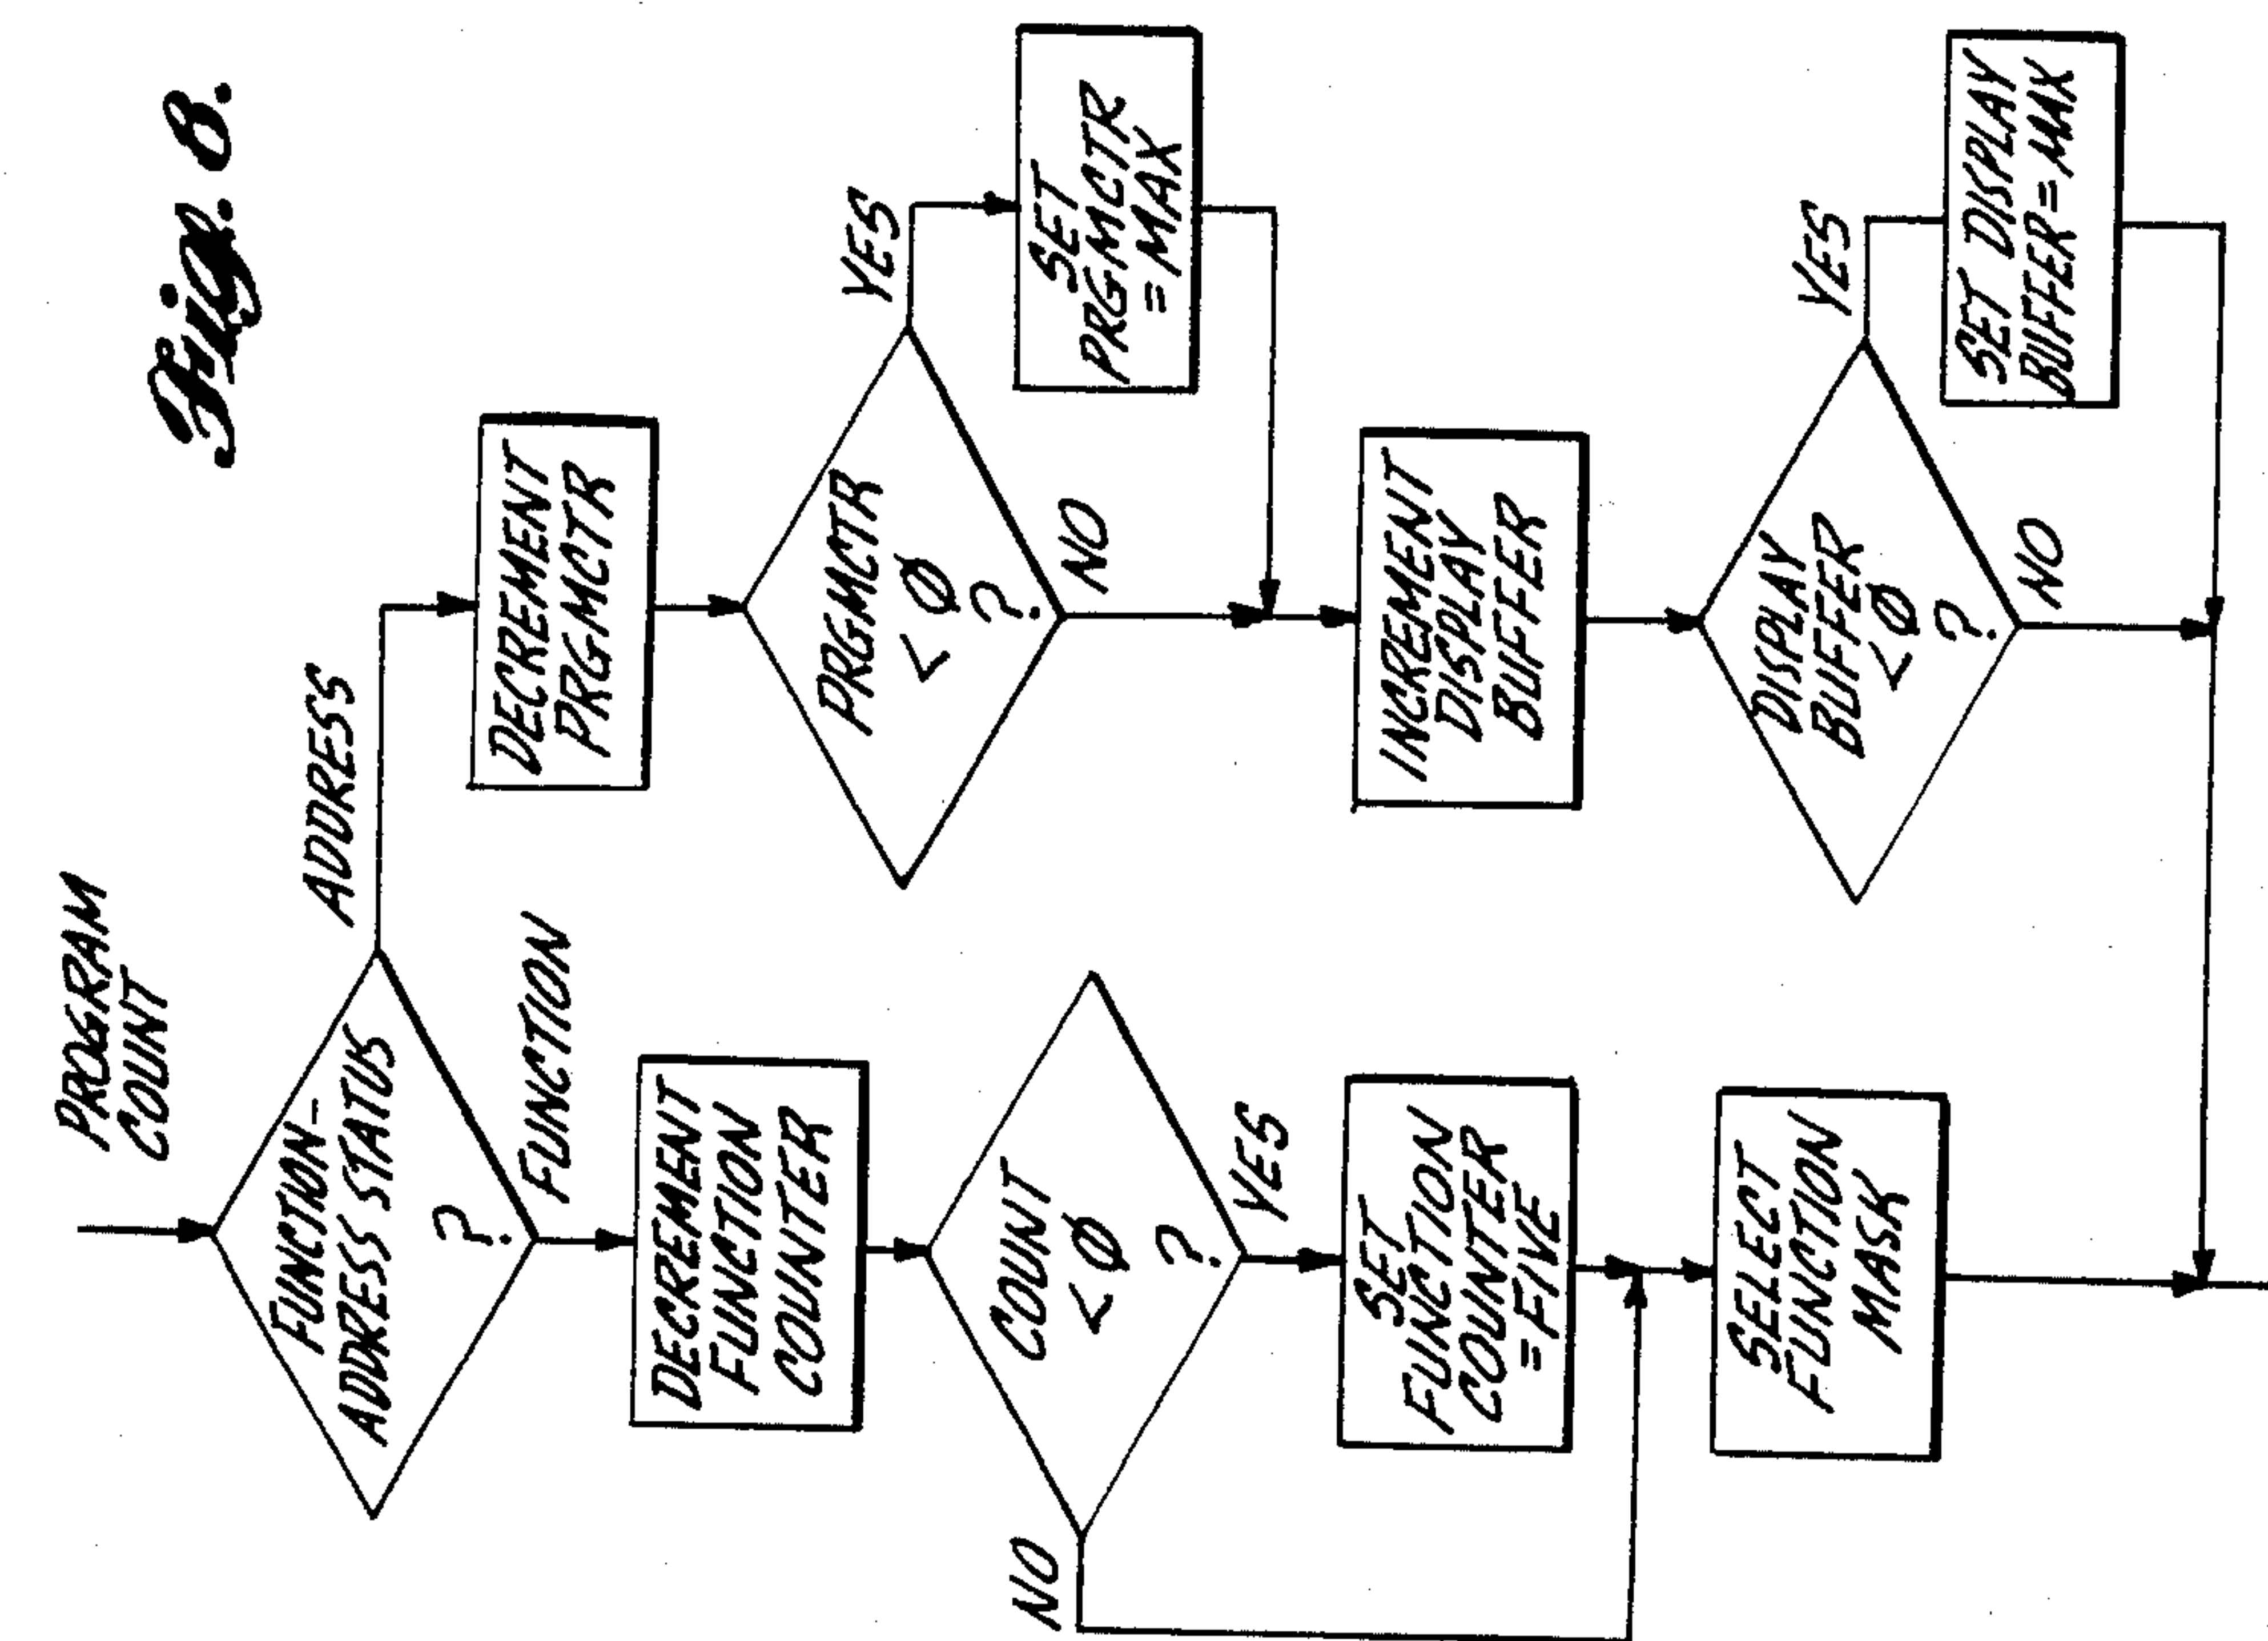 Fig. 8.
PROGRAM
COUNT
FUNCTION-
ADDRESS STATUS
?
ADDRESS
FUNCTION
DECREMENT
FUNCTION
COUNTER
COUNT
<Ø
?
NO
YES
SET
FUNCTION
COUNTER
=FIVE
SELECT
FUNCTION
MASK
DECREMENT
PRGMCTR
PRGMCTR
<Ø
?
YES
NO
SET
PRGMCTR
=MAX
INCREMENT
DISPLAY
BUFFER
DISPLAY
BUFFER
<Ø
?
YES
NO
SET DISPLAY
BUFFER=MAX